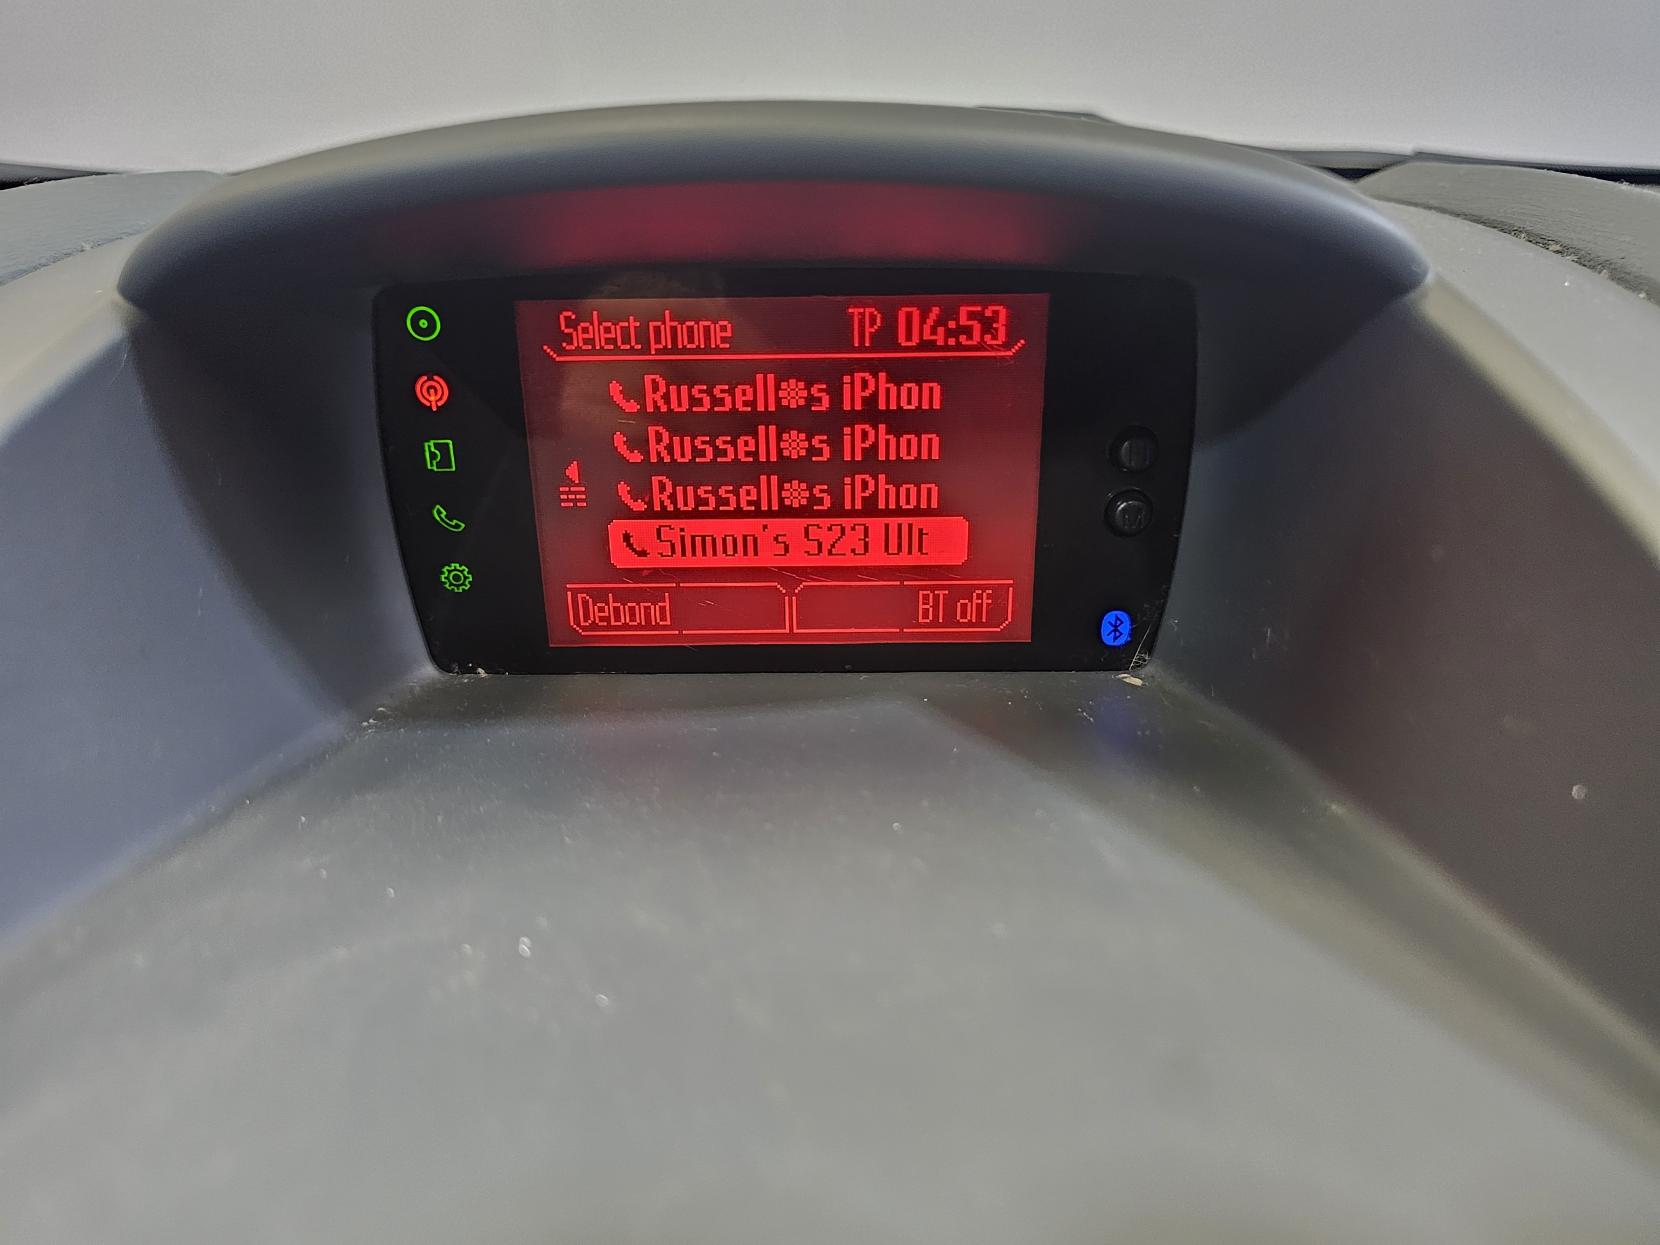 Select phone TP 04:53
Russell❁s iPhon
Russell❁s iPhon
Russell❁s iPhon
Simon's S23 Ult
Debond BT off